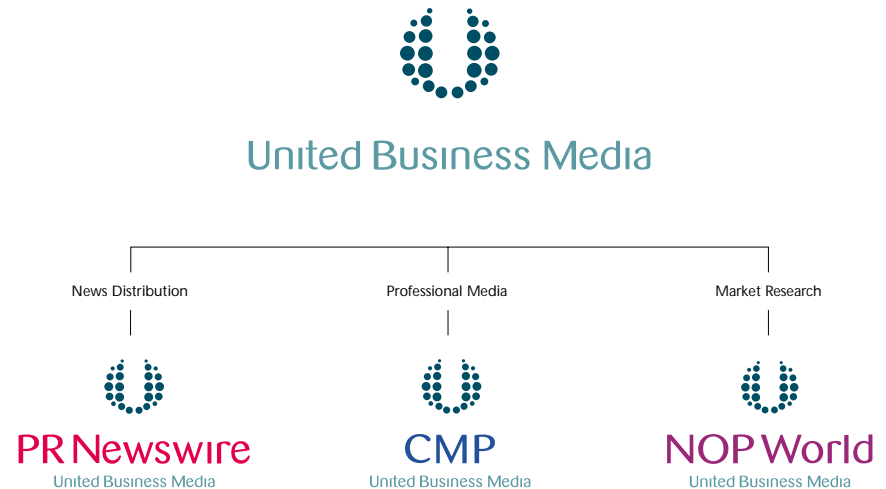 United Business Media
News Distribution
Professional Media
Market Research
PR Newswire
CMP
NOP World
United Business Media
United Business Media
United Business Media